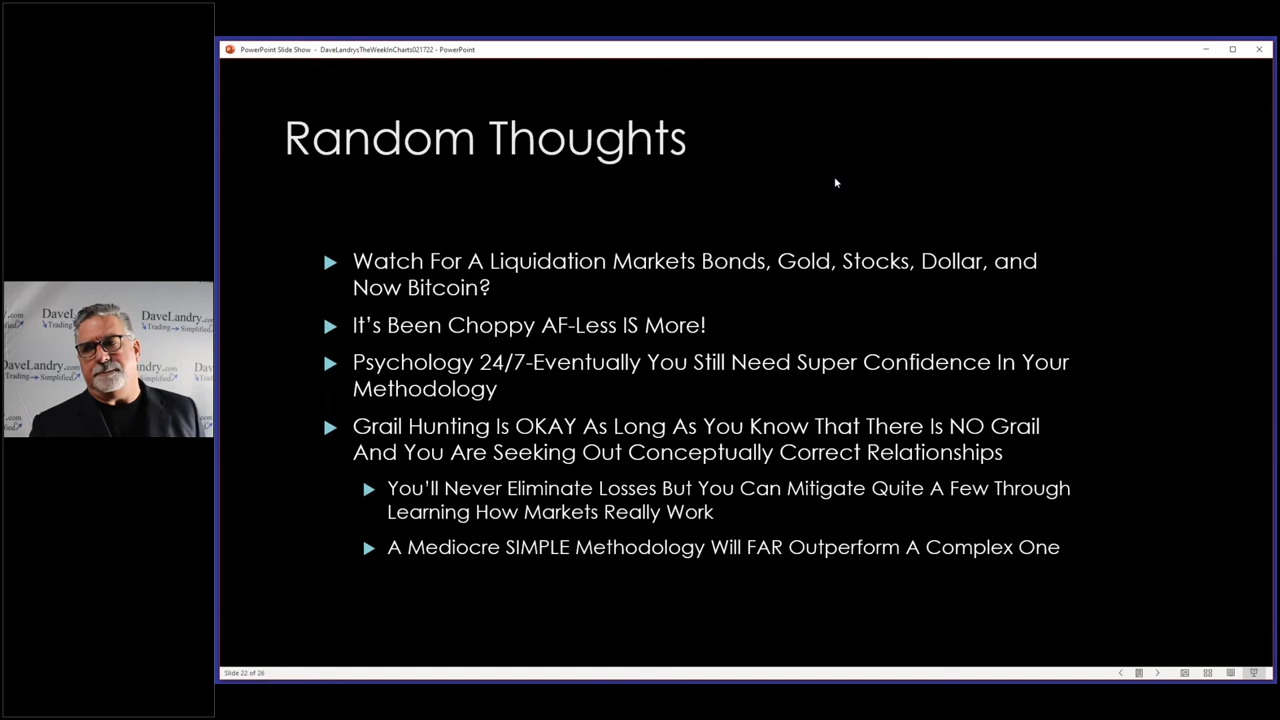 PowerPoint Slide Show - DaveLandrysTheWeekInCharts021722 - PowerPoint
Random Thoughts
Watch For A Liquidation Markets Bonds, Gold, Stocks, Dollar, and
Now Bitcoin?
It's Been Choppy AF-Less IS More!
Psychology 24/7-Eventually You Still Need Super Confidence In Your
Methodology
Grail Hunting Is OKAY As Long As You Know That There Is NO Grail
And You Are Seeking Out Conceptually Correct Relationships
You'll Never Eliminate Losses But You Can Mitigate Quite A Few Through
Learning How Markets Really Work
A Mediocre SIMPLE Methodology Will FAR Outperform A Complex One
DaveLandry.com
Trading Simplified
Slide 22 of 26